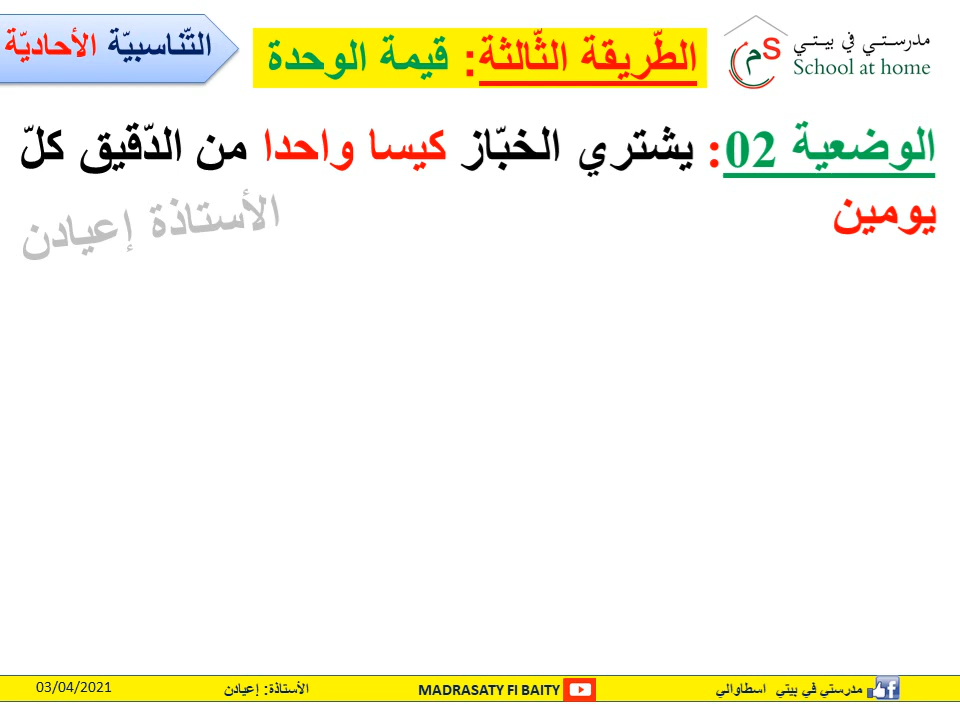 التّناسبيّة الأحاديّة
الطّريقة الثّالثة: قيمة الوحدة
S م
مدرستي في بيتي
School at home
الوضعية 02: يشتري الخبّاز كيسا واحدا من الدّقيق كلّ
يومين
الأستاذة إعيادن
مدرستي في بيتي اسطاوالي
MADRASATY FI BAITY
الأستاذة: إعيادن
03/04/2021